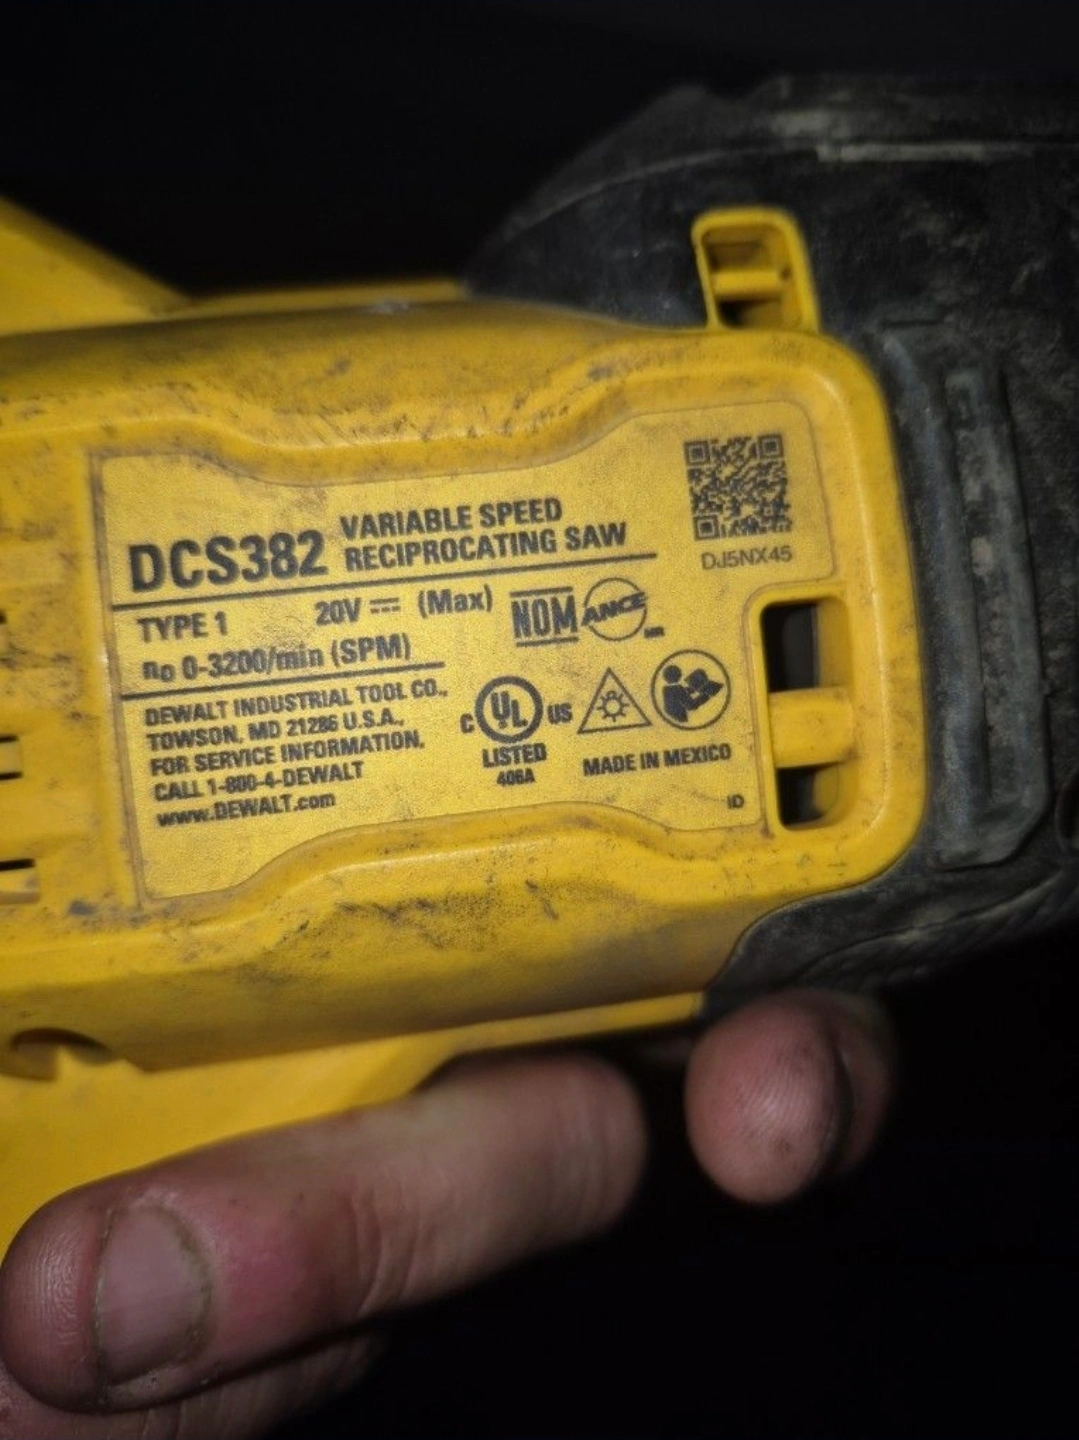 DCS382 VARIABLE SPEED
RECIPROCATING SAW
DJ5NX45
TYPE 1 20V ⎓ (Max)
NOM ANCE
n₀ 0-3200/min (SPM)
DEWALT INDUSTRIAL TOOL CO.,
TOWSON, MD 21286 U.S.A.,
FOR SERVICE INFORMATION,
CALL 1-800-4-DEWALT
www.DEWALT.com
C UL US
LISTED
406A
MADE IN MEXICO
ID